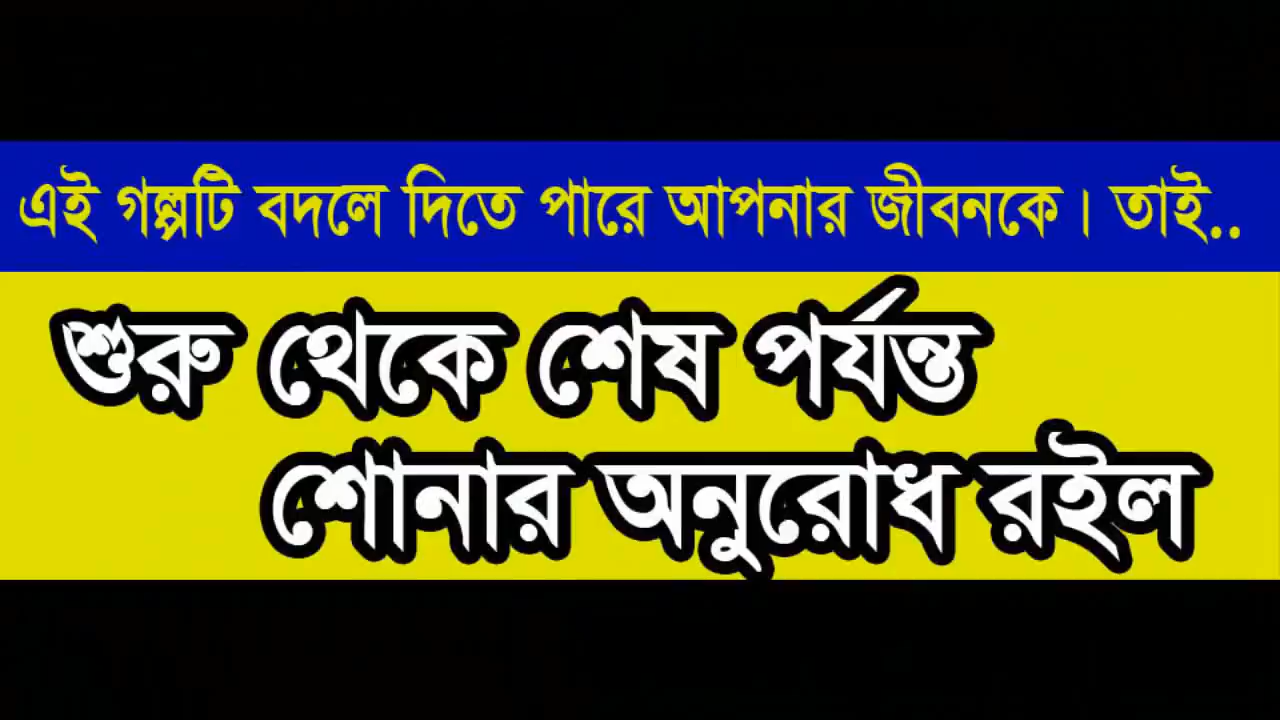 এই গল্পটি বদলে দিতে পারে আপনার জীবনকে। তাই..
শুরু থেকে শেষ পর্যন্ত
শোনার অনুরোধ রইল